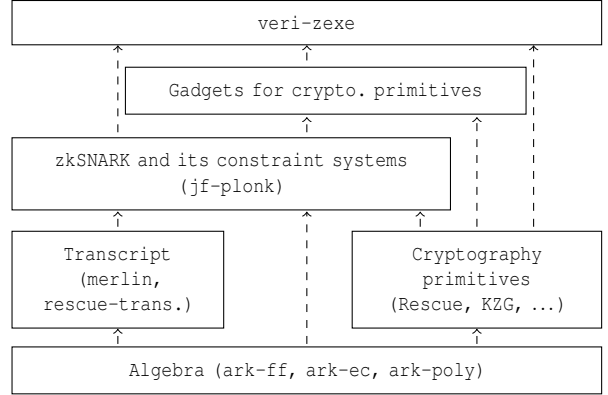 veri-zexe
Gadgets for crypto. primitives
zkSNARK and its constraint systems
(jf-plonk)
Transcript
(merlin,
rescue-trans.)
Cryptography
primitives
(Rescue, KZG, ...)
Algebra (ark-ff, ark-ec, ark-poly)